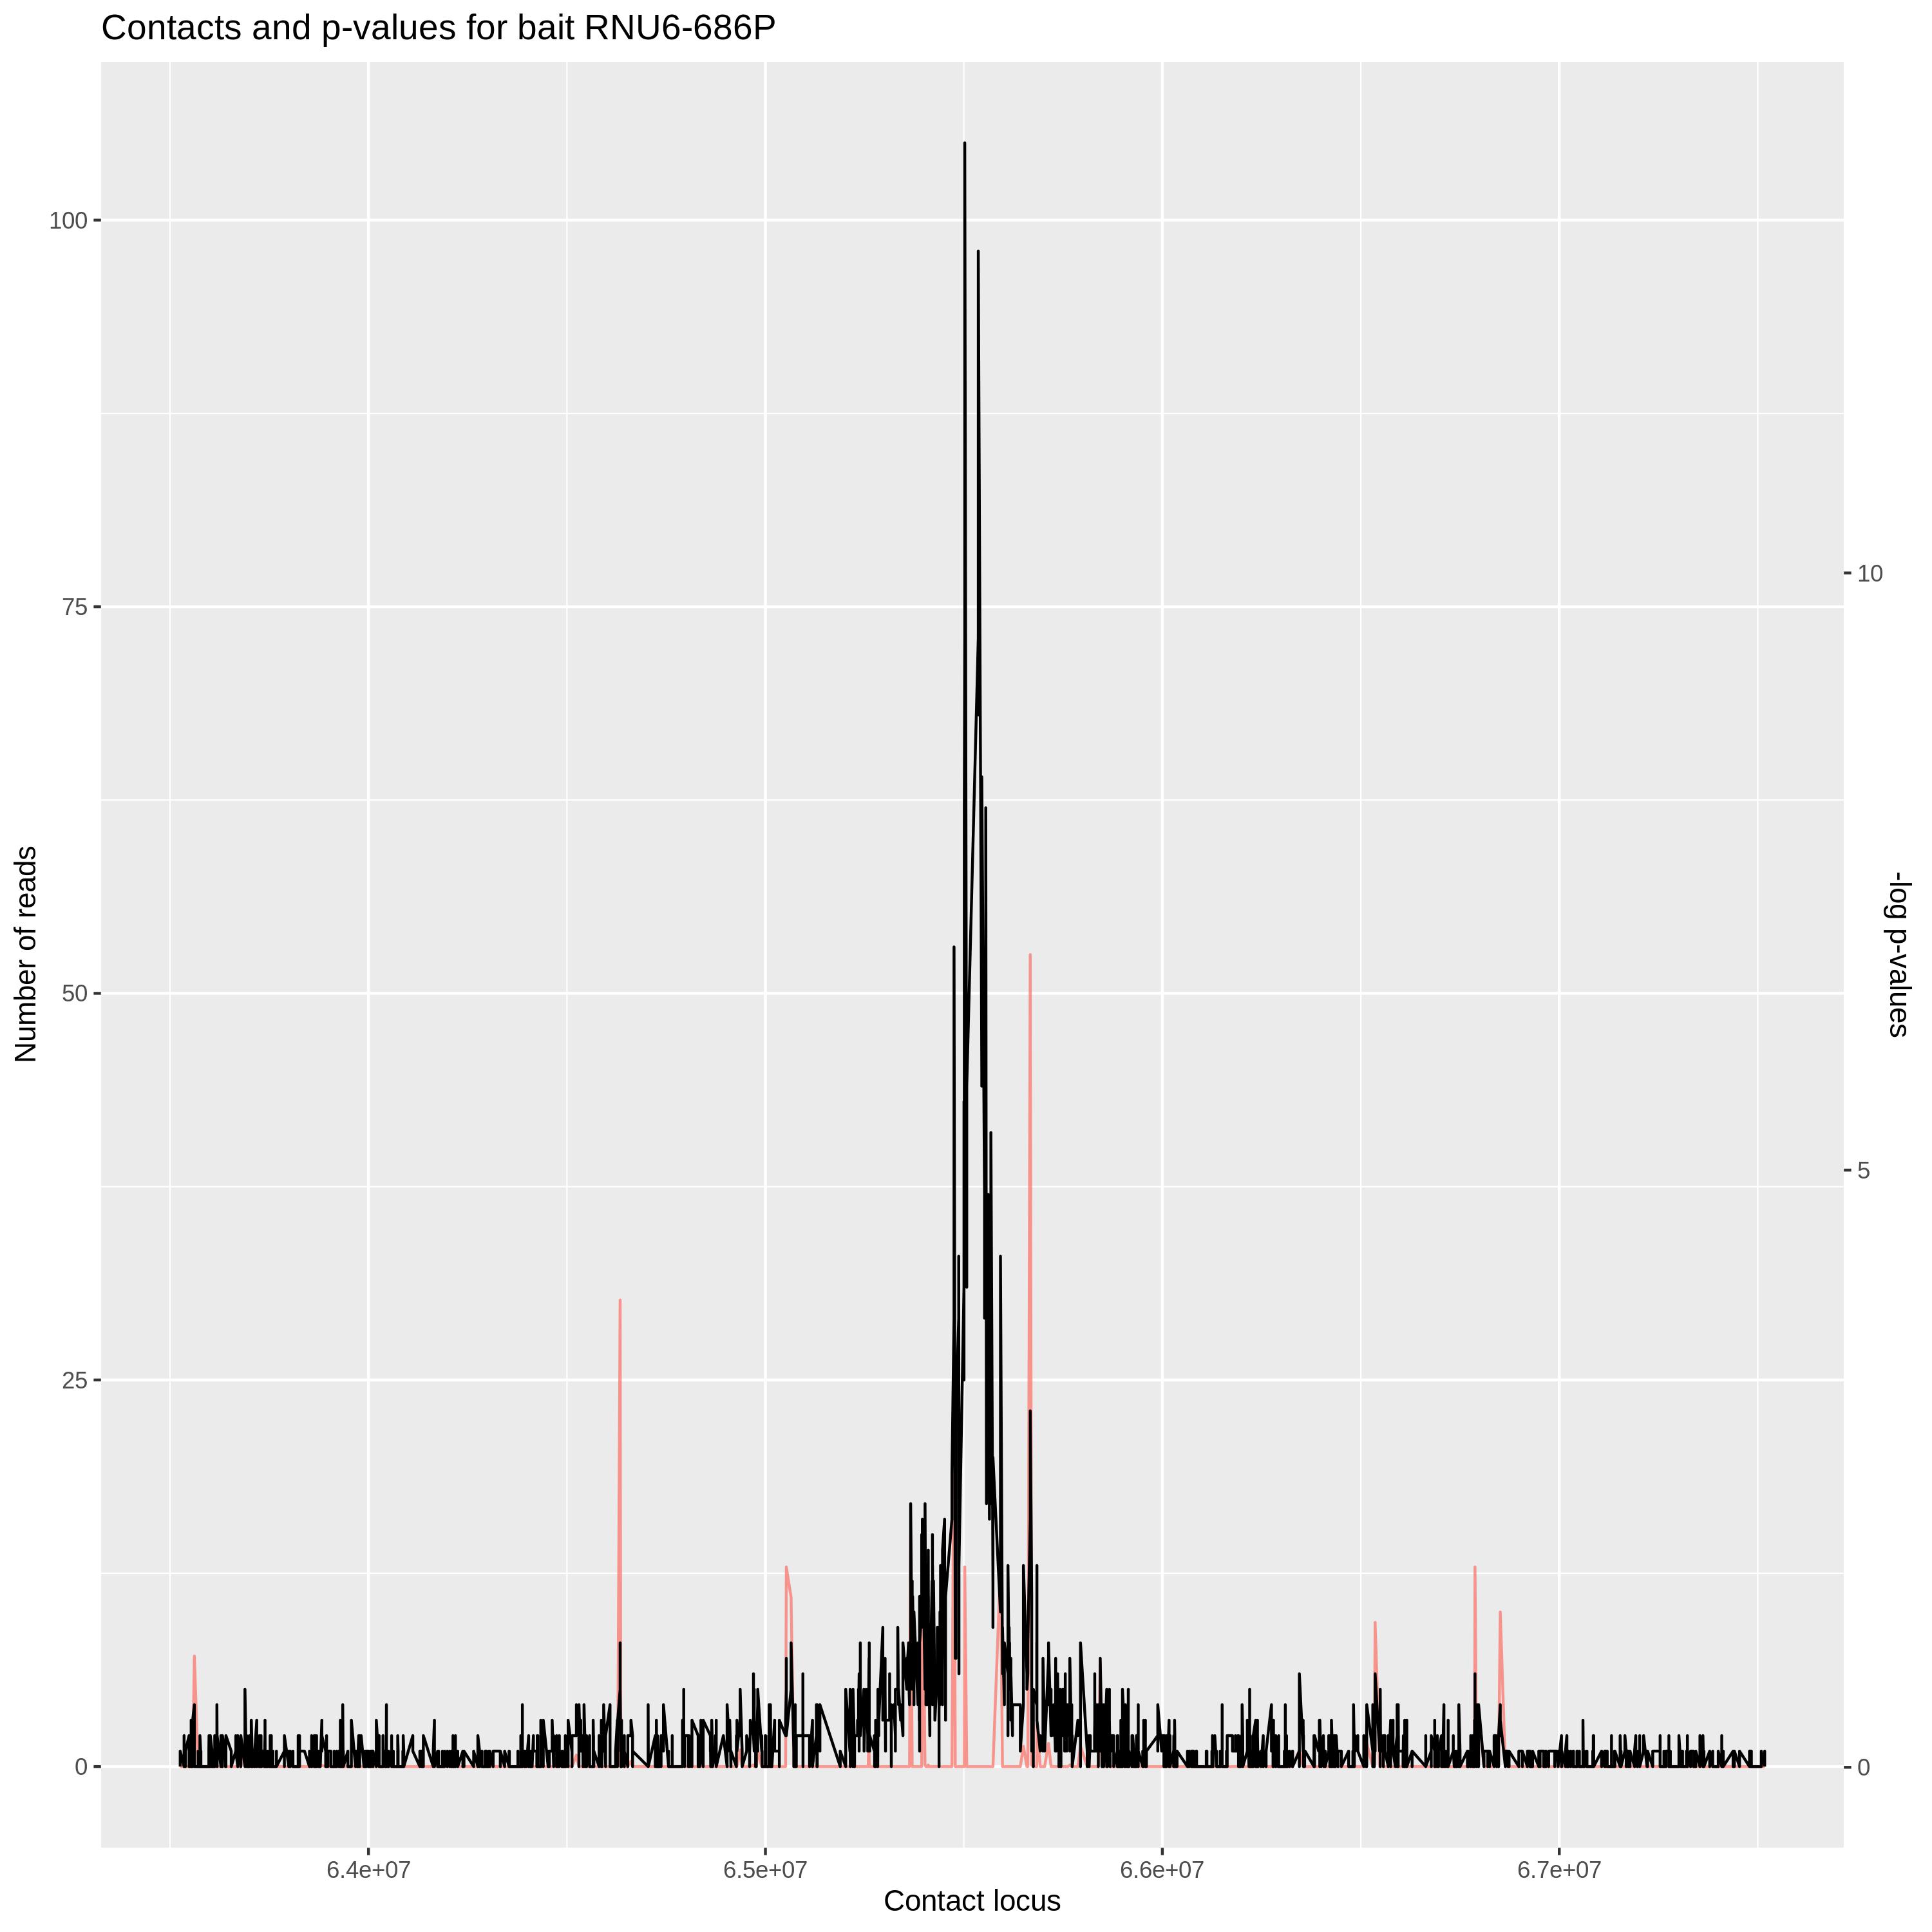 Contacts and p-values for bait RNU6-686P
100
75
50
25
0
Number of reads
10
5
0
-log p-values
6.4e+07
6.5e+07
6.6e+07
6.7e+07
Contact locus